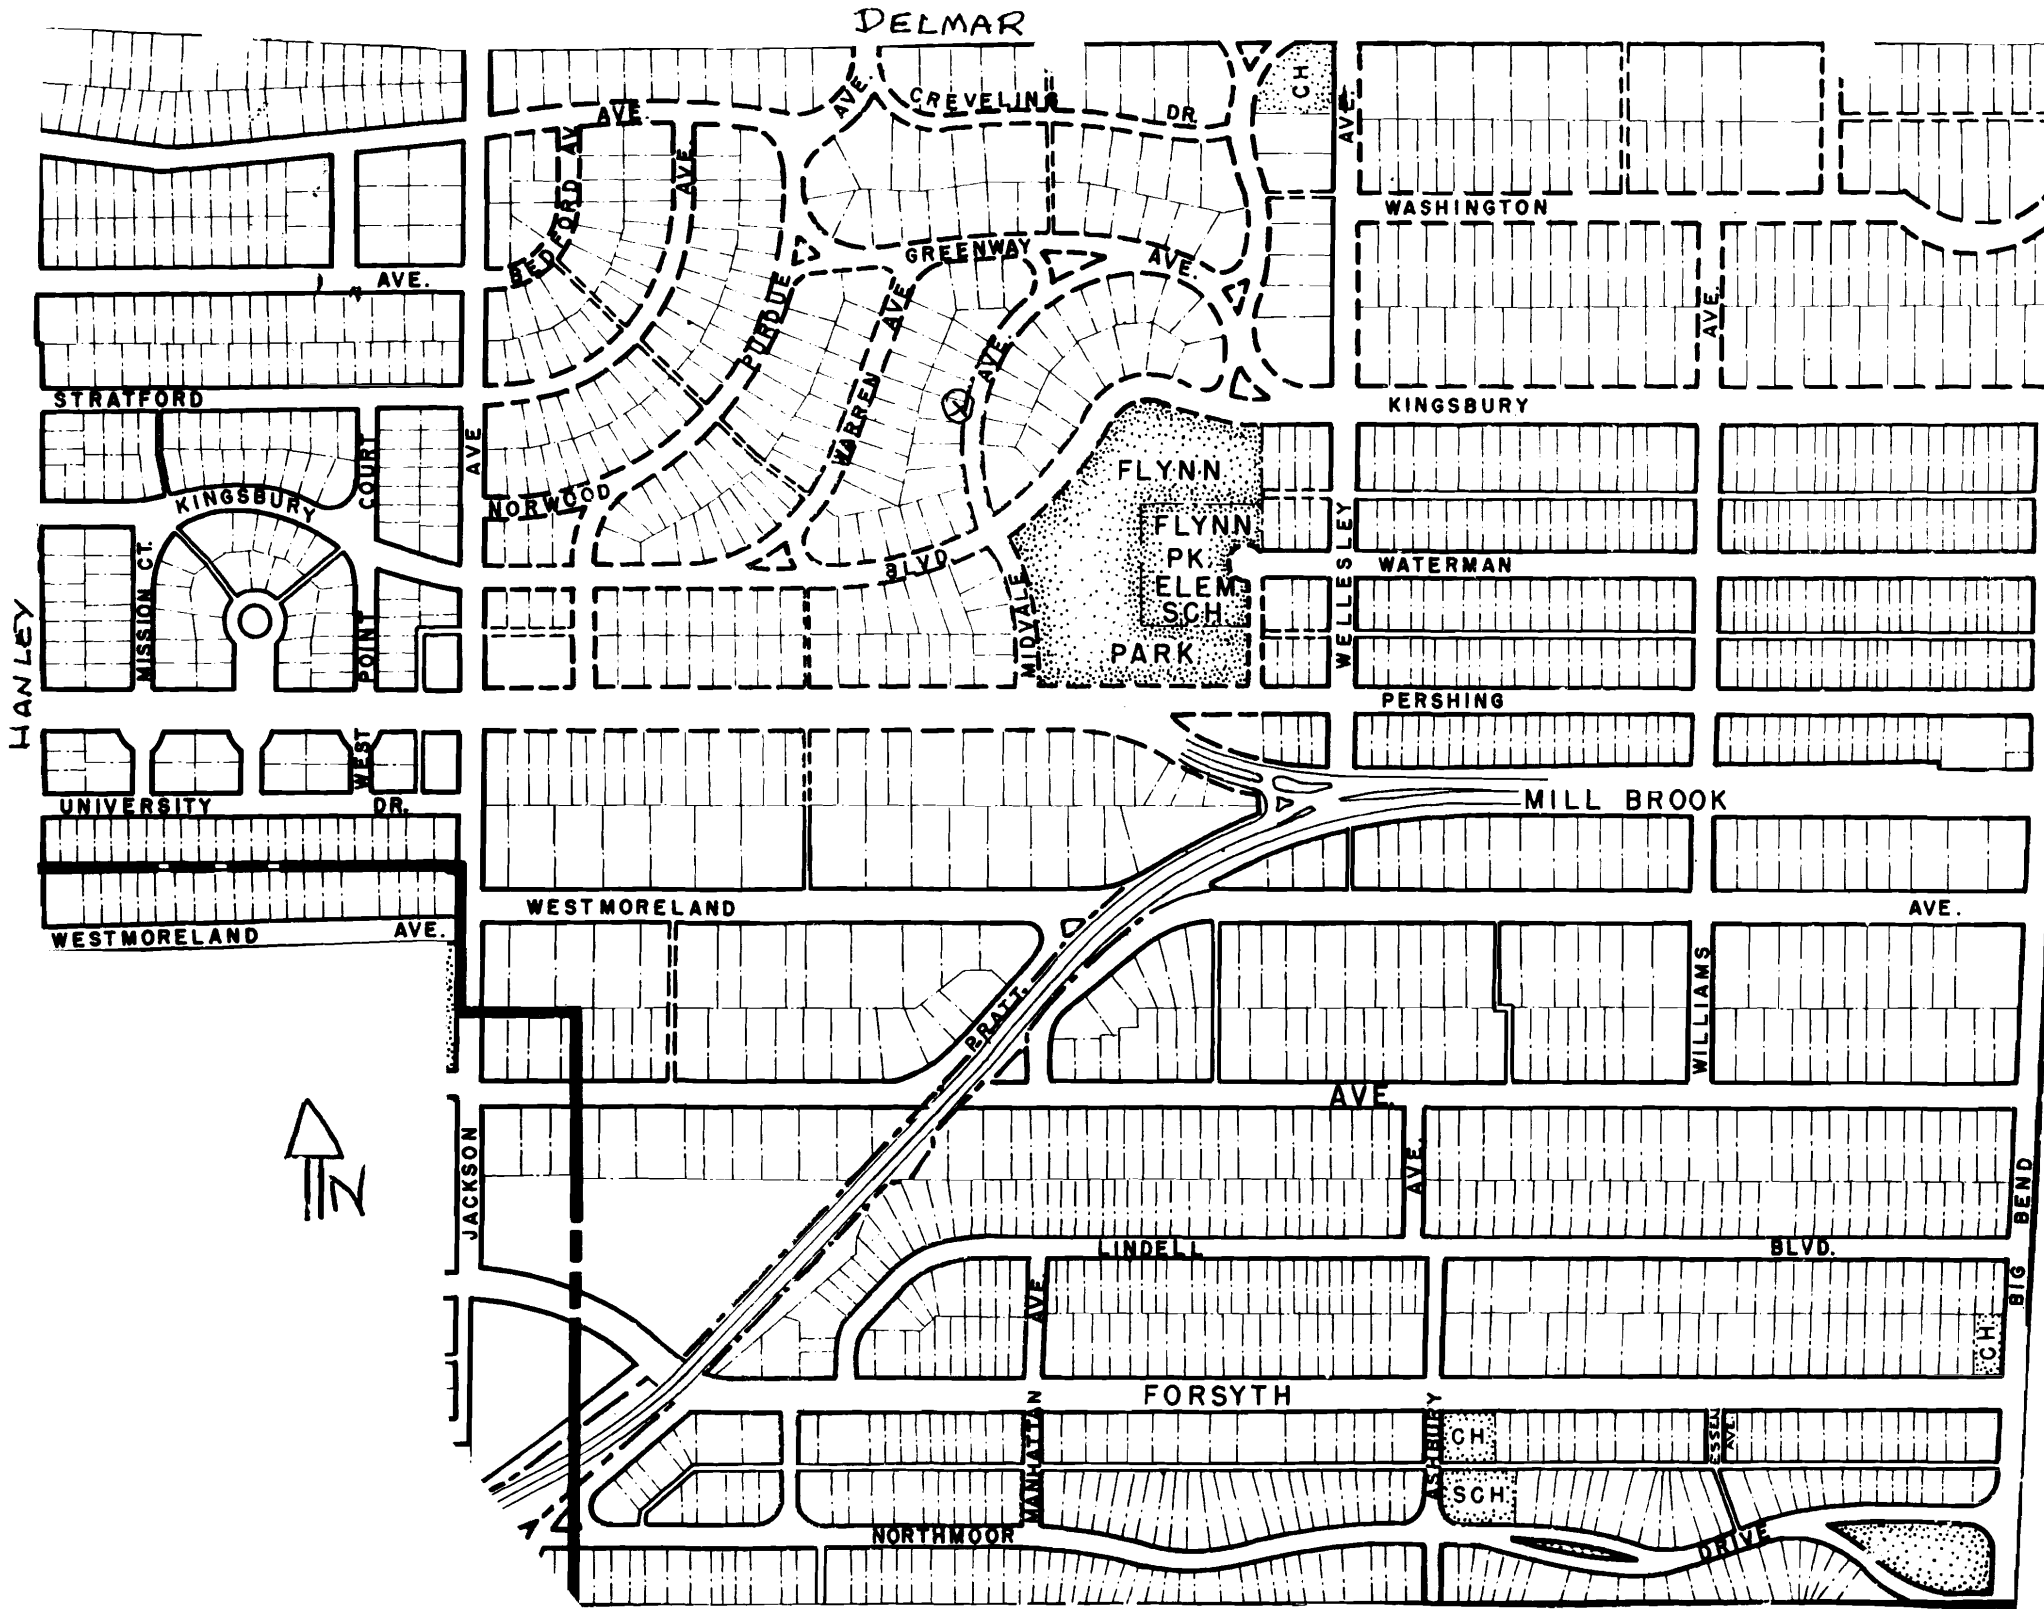 DELMAR
AVE.
CREVELING
DR.
CH
AVE.
AVE.
BEDFORD AV
AVE.
WASHINGTON
GREENWAY
AVE.
AVE.
PURDUE
WARREN AVE
AVE.
AVE.
X
STRATFORD
KINGSBURY
KINGSBURY
COURT
AVE
NORWOOD
FLYNN
FLYNN
PK.
ELEM.
SCH.
PARK
WATERMAN
BLVD
MISSION CT.
POINT
MIDVALE
WELLESLEY
HANLEY
PERSHING
WEST
UNIVERSITY
DR.
MILL BROOK
WESTMORELAND
AVE.
WESTMORELAND
AVE.
WILLIAMS
PRATT.
AVE.
N
JACKSON
AVE.
BIG BEND
LINDELL
BLVD.
AVE.
CH.
FORSYTH
MANHATTAN
ASHBURY
CH.
ESSEN AVE.
SCH.
NORTHMOOR
DRIVE